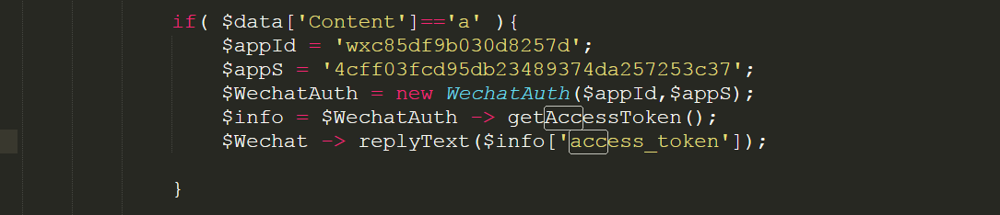 if( $data['Content']=='a' ){
$appId = 'wxc85df9b030d8257d';
$appS = '4cff03fcd95db23489374da257253c37';
$WechatAuth = new WechatAuth($appId,$appS);
$info = $WechatAuth -> getAccessToken();
$Wechat -> replyText($info['access_token']);
}